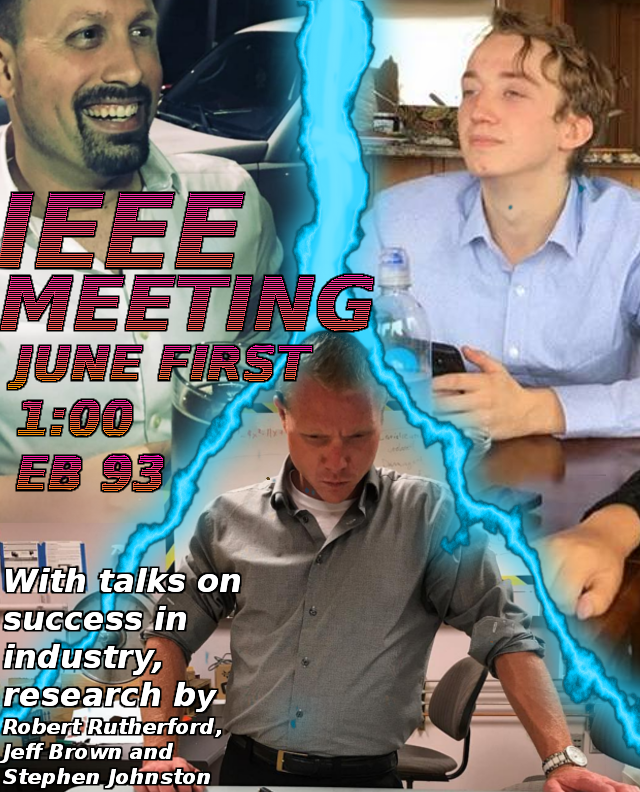 IEEE
MEETING
JUNE FIRST
1:00
EB 93
With talks on
success in
industry,
research by
Robert Rutherford,
Jeff Brown and
Stephen Johnston